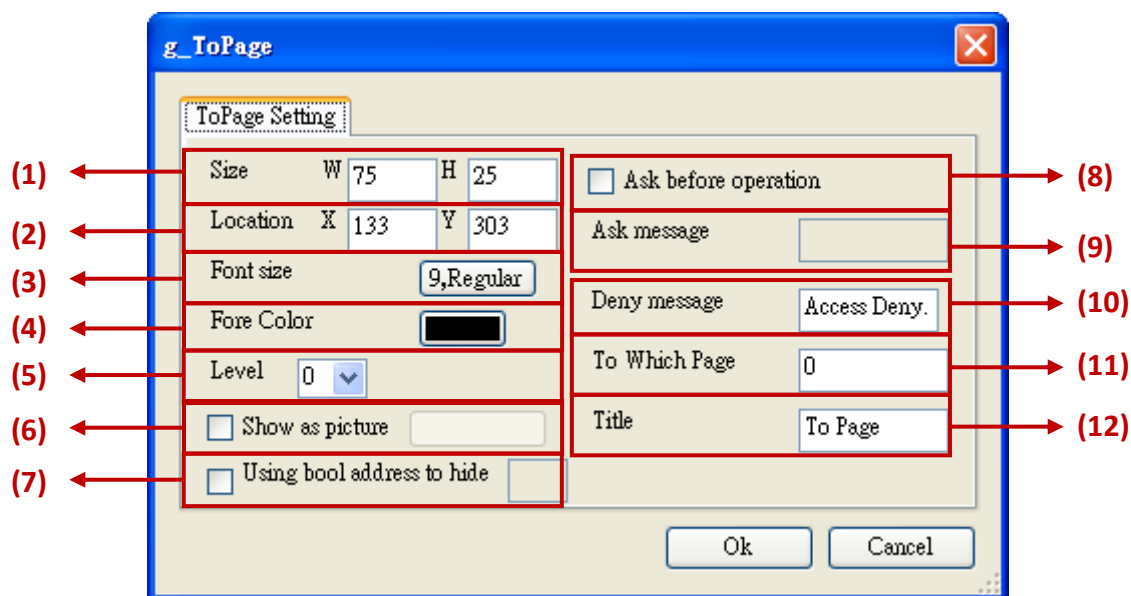 g_ToPage
ToPage Setting
(1) Size W 75 H 25
(2) Location X 133 Y 303
(3) Font size 9,Regular
(4) Fore Color
(5) Level 0
(6) Show as picture
(7) Using bool address to hide
Ask before operation (8)
Ask message (9)
Deny message Access Deny. (10)
To Which Page 0 (11)
Title To Page (12)
Ok Cancel